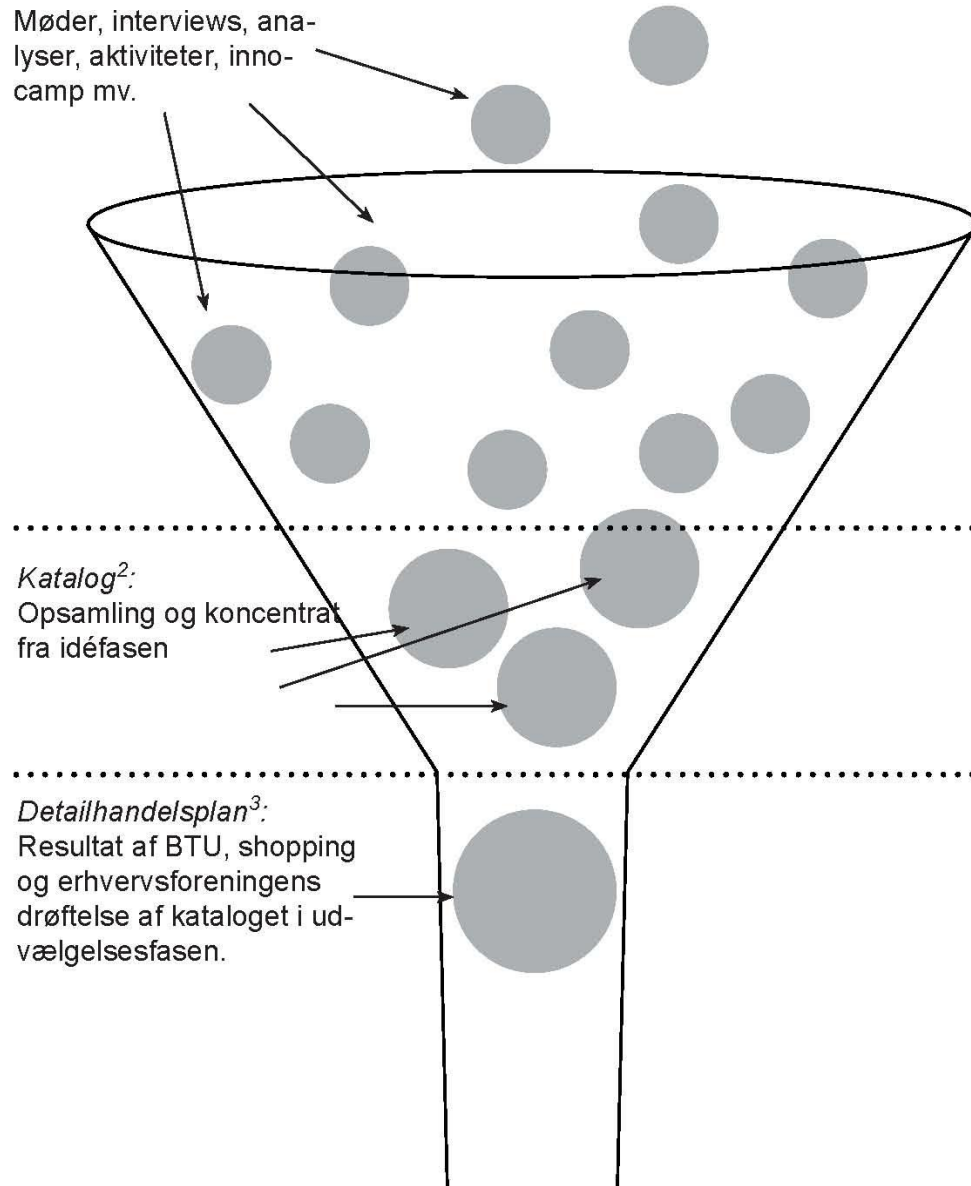 Møder, interviews, ana-
lyser, aktiviteter, inno-
camp mv.
Katalog²:
Opsamling og koncentrat
fra idéfasen
Detailhandelsplan³:
Resultat af BTU, shopping
og erhvervsforeningens
drøftelse af kataloget i ud-
vælgelsesfasen.